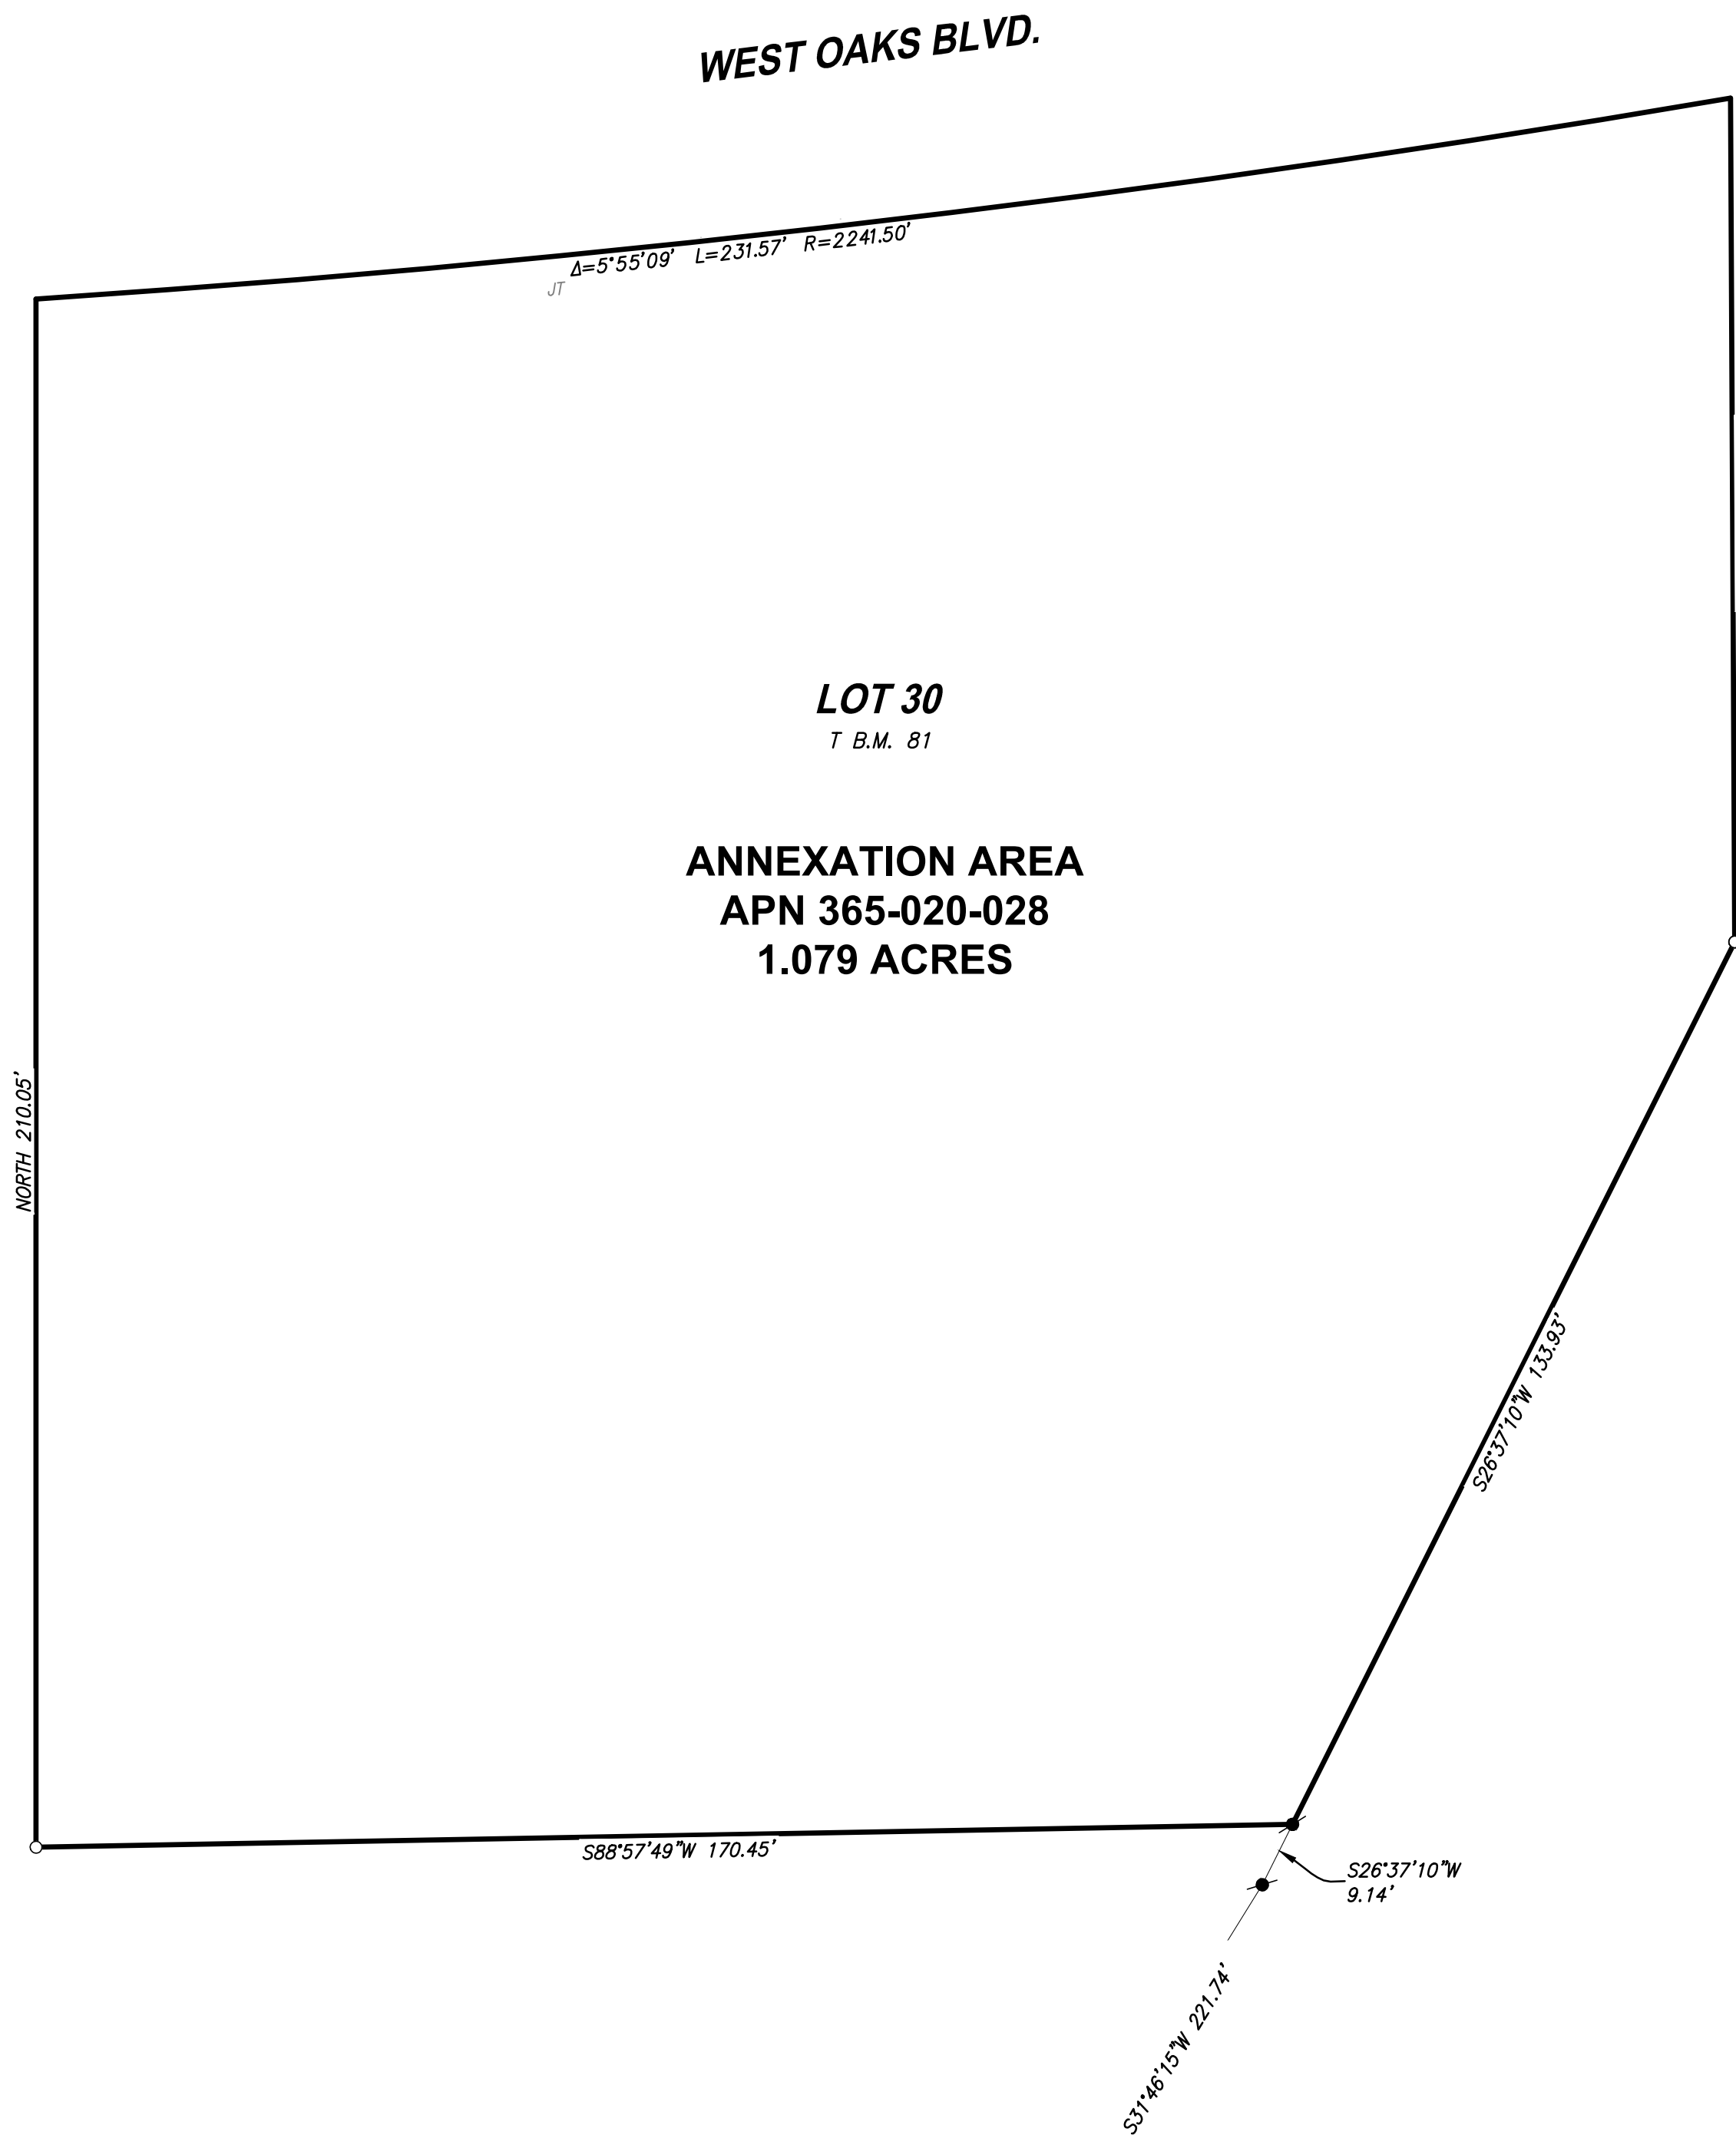 WEST OAKS BLVD.
Δ=5°55'09" L=231.57' R=2241.50'
JT
LOT 30
T B.M. 81
ANNEXATION AREA
APN 365-020-028
1.079 ACRES
NORTH 210.05'
S26°37'10"W 133.93'
S88°57'49"W 170.45'
S26°37'10"W
9.14'
S31°46'15"W 221.74'